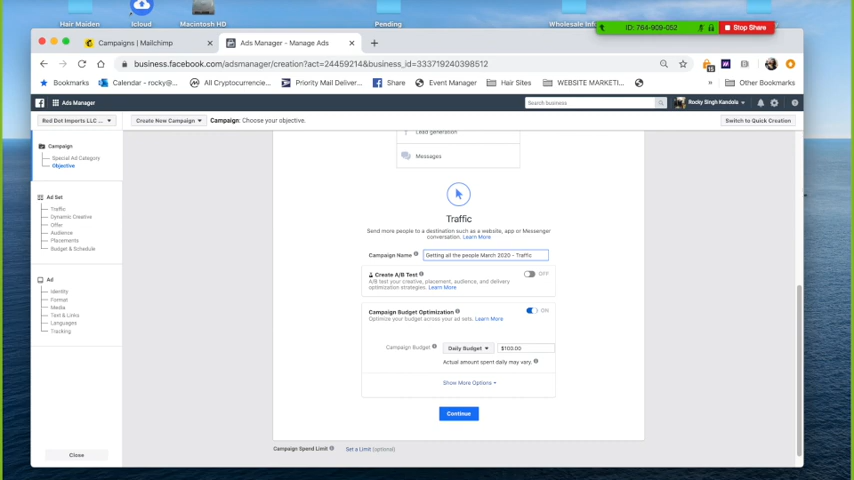 Hair Maiden
Icloud
Macintosh HD
Pending
Wholesale Info
ID: 764-909-052
Stop Share
Campaigns | Mailchimp
Ads Manager - Manage Ads
business.facebook.com/adsmanager/creation?act=24459214&business_id=333719240398512
Bookmarks
Calendar - rocky@...
All Cryptocurrencie...
Priority Mail Deliver...
Share
Event Manager
Hair Sites
WEBSITE MARKETI...
Other Bookmarks
Ads Manager
Search business
Rocky Singh Kandola
Red Dot Imports LLC ...
Create New Campaign
Campaign: Choose your objective.
Switch to Quick Creation
Campaign
Special Ad Category
Objective
Ad Set
Traffic
Dynamic Creative
Offer
Audience
Placements
Budget & Schedule
Ad
Identity
Format
Media
Text & Links
Languages
Tracking
Close
Lead generation
Messages
Traffic
Send more people to a destination such as a website, app or Messenger
conversation. Learn More
Campaign Name
Getting all the people March 2020 - Traffic
Create A/B Test
OFF
A/B test your creative, placement, audience, and delivery
optimization strategies. Learn More
Campaign Budget Optimization
ON
Optimize your budget across your ad sets. Learn More
Campaign Budget
Daily Budget
$100.00
Actual amount spent daily may vary.
Show More Options
Continue
Campaign Spend Limit
Set a Limit (optional)